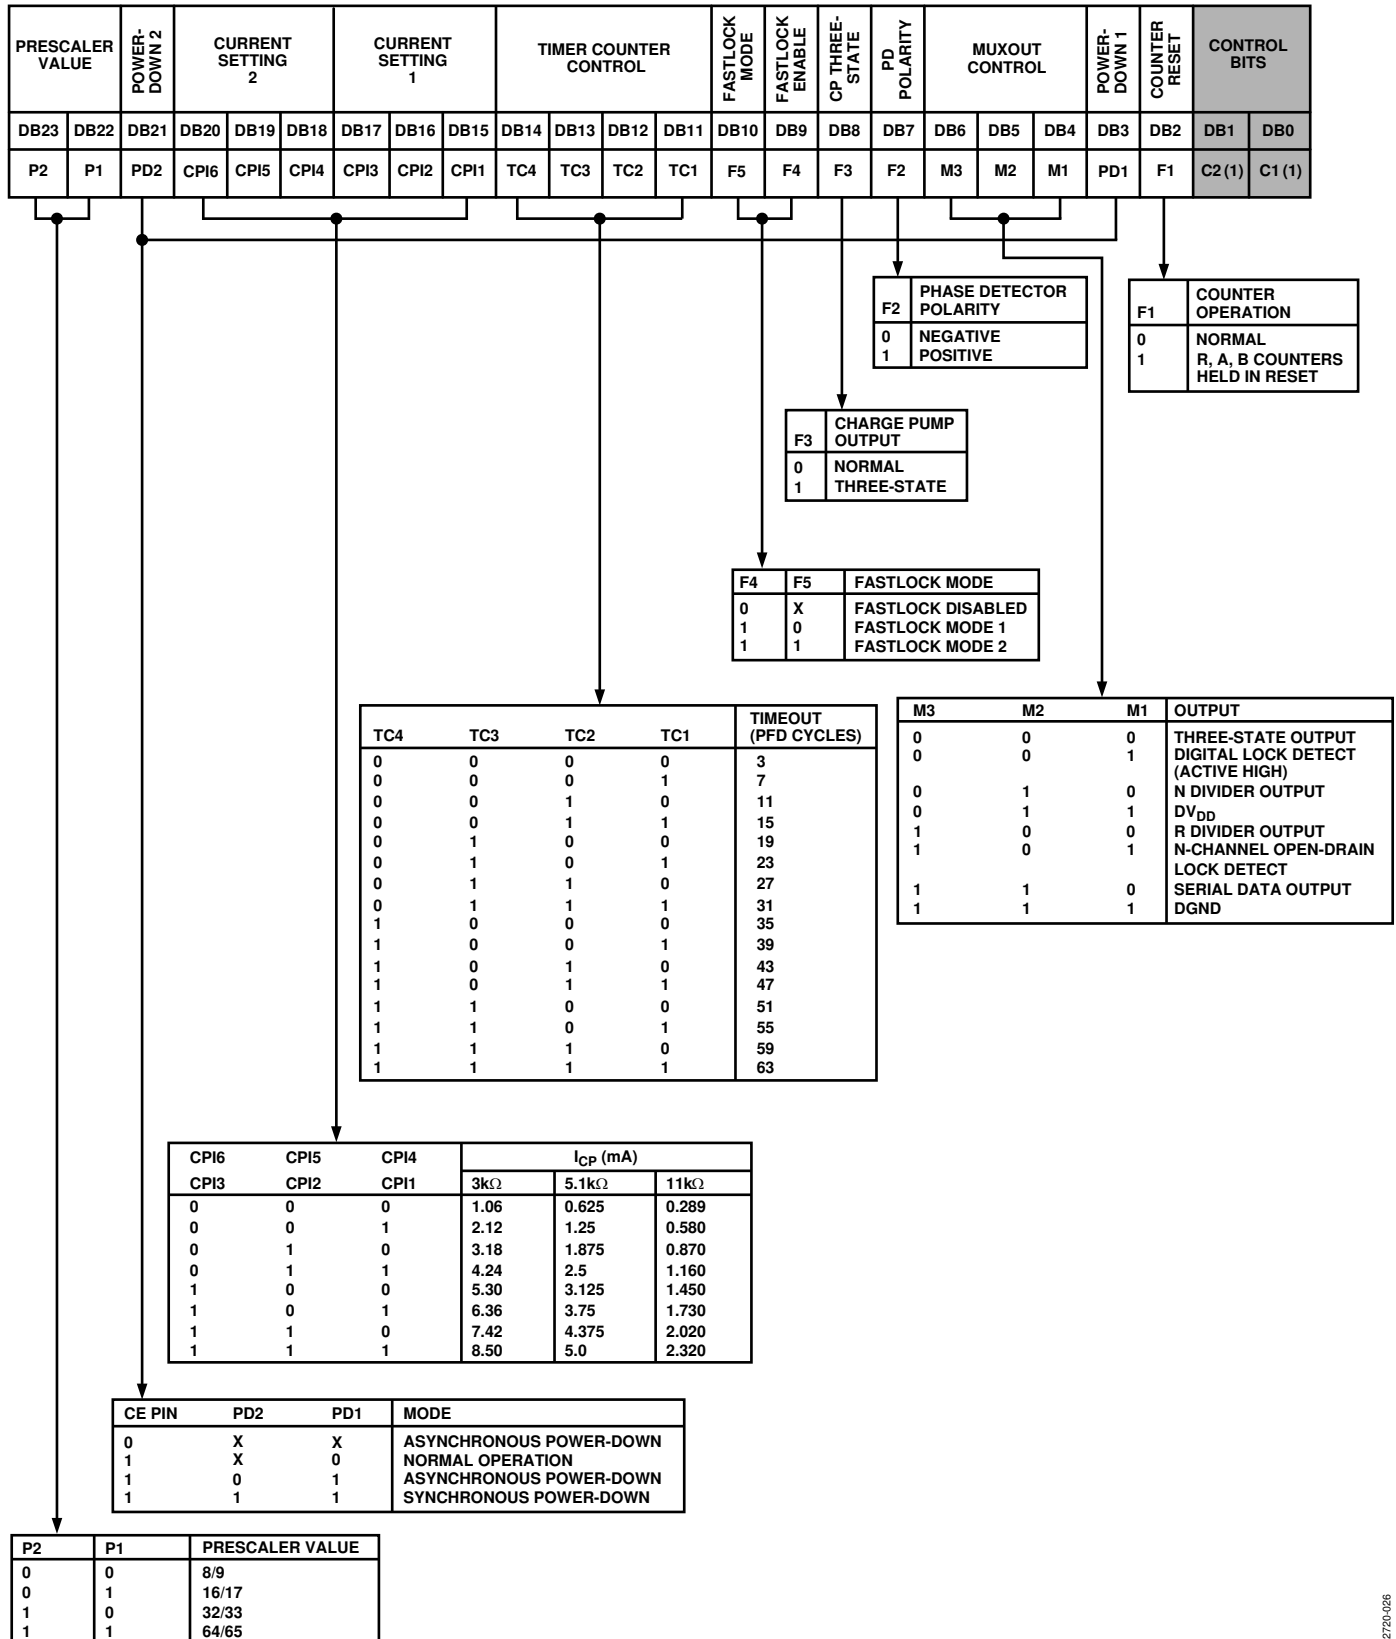 PRESCALER
VALUE
POWER-
DOWN 2
CURRENT
SETTING
2
CURRENT
SETTING
1
TIMER COUNTER
CONTROL
FASTLOCK
MODE
FASTLOCK
ENABLE
CP THREE-
STATE
PD
POLARITY
MUXOUT
CONTROL
POWER-
DOWN 1
COUNTER
RESET
CONTROL
BITS
DB23 DB22 DB21 DB20 DB19 DB18 DB17 DB16 DB15 DB14 DB13 DB12 DB11 DB10 DB9 DB8 DB7 DB6 DB5 DB4 DB3 DB2 DB1 DB0
P2 P1 PD2 CPI6 CPI5 CPI4 CPI3 CPI2 CPI1 TC4 TC3 TC2 TC1 F5 F4 F3 F2 M3 M2 M1 PD1 F1 C2 (1) C1 (1)
F2 PHASE DETECTOR
POLARITY
0 NEGATIVE
1 POSITIVE
F1 COUNTER
OPERATION
0 NORMAL
1 R, A, B COUNTERS
HELD IN RESET
F3 CHARGE PUMP
OUTPUT
0 NORMAL
1 THREE-STATE
F4 F5 FASTLOCK MODE
0 X FASTLOCK DISABLED
1 0 FASTLOCK MODE 1
1 1 FASTLOCK MODE 2
TC4 TC3 TC2 TC1 TIMEOUT
(PFD CYCLES)
0 0 0 0 3
0 0 0 1 7
0 0 1 0 11
0 0 1 1 15
0 1 0 0 19
0 1 0 1 23
0 1 1 0 27
0 1 1 1 31
1 0 0 0 35
1 0 0 1 39
1 0 1 0 43
1 0 1 1 47
1 1 0 0 51
1 1 0 1 55
1 1 1 0 59
1 1 1 1 63
M3 M2 M1 OUTPUT
0 0 0 THREE-STATE OUTPUT
0 0 1 DIGITAL LOCK DETECT
(ACTIVE HIGH)
0 1 0 N DIVIDER OUTPUT
0 1 1 DVDD
1 0 0 R DIVIDER OUTPUT
1 0 1 N-CHANNEL OPEN-DRAIN
LOCK DETECT
1 1 0 SERIAL DATA OUTPUT
1 1 1 DGND
CPI6 CPI5 CPI4 ICP (mA)
CPI3 CPI2 CPI1 3kΩ 5.1kΩ 11kΩ
0 0 0 1.06 0.625 0.289
0 0 1 2.12 1.25 0.580
0 1 0 3.18 1.875 0.870
0 1 1 4.24 2.5 1.160
1 0 0 5.30 3.125 1.450
1 0 1 6.36 3.75 1.730
1 1 0 7.42 4.375 2.020
1 1 1 8.50 5.0 2.320
CE PIN PD2 PD1 MODE
0 X X ASYNCHRONOUS POWER-DOWN
1 X 0 NORMAL OPERATION
1 0 1 ASYNCHRONOUS POWER-DOWN
1 1 1 SYNCHRONOUS POWER-DOWN
P2 P1 PRESCALER VALUE
0 0 8/9
0 1 16/17
1 0 32/33
1 1 64/65
2720-026